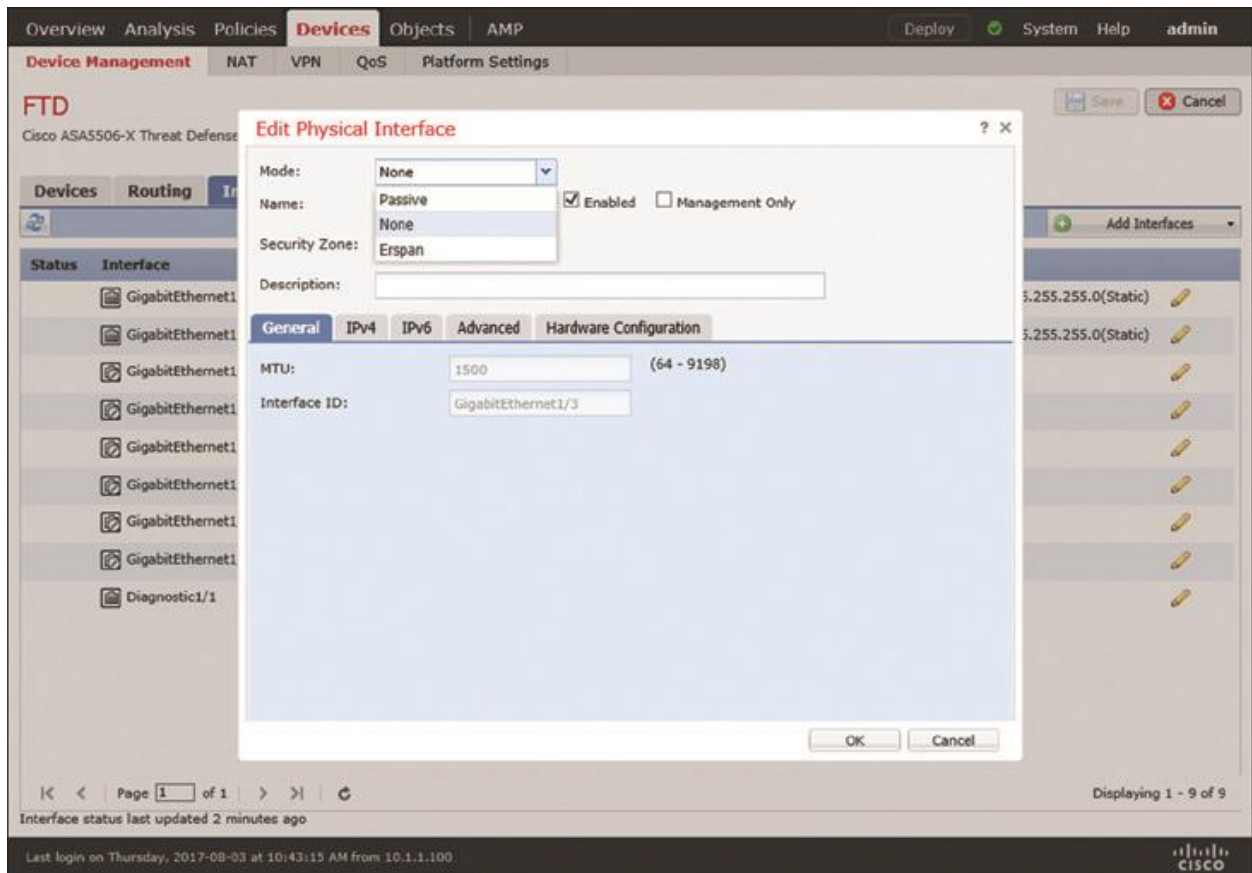 Overview Analysis Policies Devices Objects AMP Deploy System Help admin
Device Management NAT VPN QoS Platform Settings
FTD
Save Cancel
Cisco ASA5506-X Threat Defense
Edit Physical Interface ?
Devices Routing
Mode: None
Passive
None
Erspan
Name: Enabled Management Only
Security Zone:
Description:
Add Interfaces
Status Interface
General IPv4 IPv6 Advanced Hardware Configuration
MTU: 1500 (64 - 9198)
Interface ID: GigabitEthernet1/3
GigabitEthernet1 5.255.255.0(Static)
GigabitEthernet1 5.255.255.0(Static)
GigabitEthernet1
GigabitEthernet1
GigabitEthernet1
GigabitEthernet1
GigabitEthernet1
GigabitEthernet1
Diagnostic1/1
OK Cancel
Page 1 of 1 Displaying 1 - 9 of 9
Interface status last updated 2 minutes ago
Last login on Thursday, 2017-08-03 at 10:43:15 AM from 10.1.1.100
CISCO